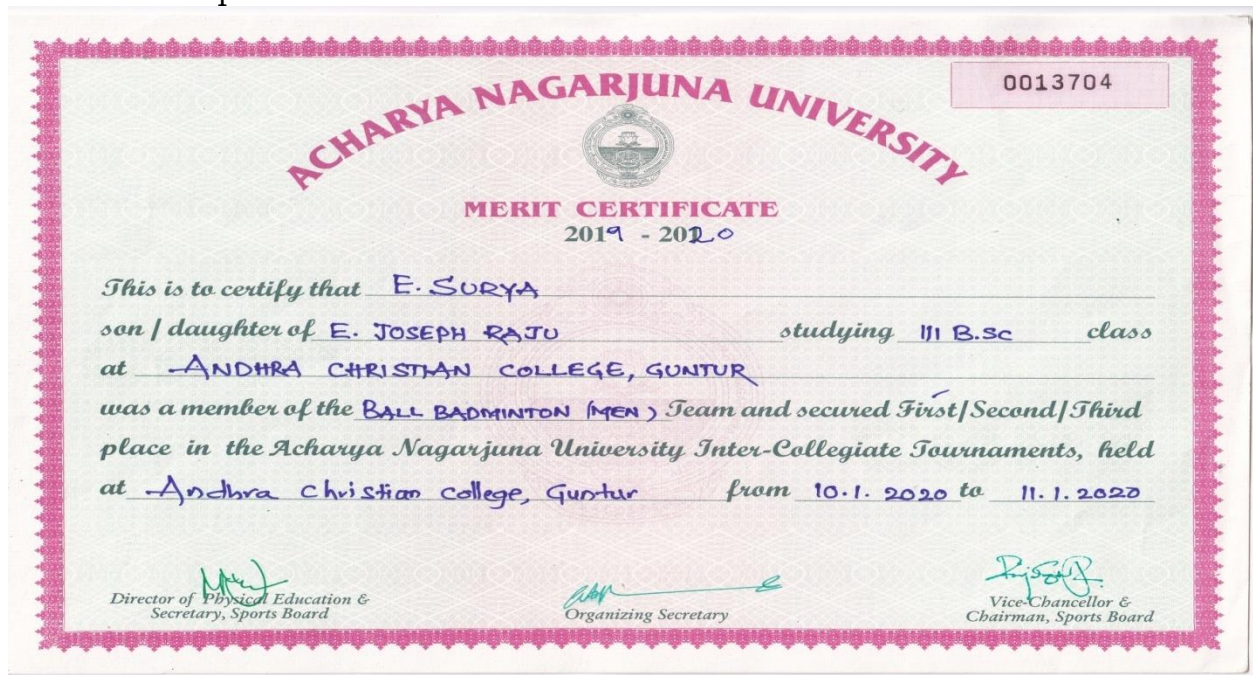 0013704
ACHARYA NAGARJUNA UNIVERSITY
MERIT CERTIFICATE
2019 - 2020
This is to certify that E. SURYA
son / daughter of E. JOSEPH RAJU studying III B.Sc class
at ANDHRA CHRISTIAN COLLEGE, GUNTUR
was a member of the BALL BADMINTON (MEN) Team and secured First/Second/Third
place in the Acharya Nagarjuna University Inter-Collegiate Tournaments, held
at Andhra Christian College, Guntur from 10.1.2020 to 11.1.2020
Director of Physical Education &
Secretary, Sports Board
Organizing Secretary
Vice-Chancellor &
Chairman, Sports Board